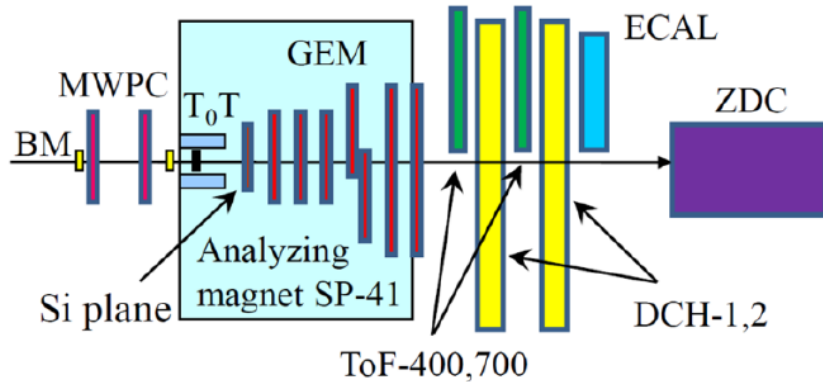 ECAL
GEM
MWPC
T₀T
ZDC
BM
Analyzing
magnet SP-41
Si plane
DCH-1,2
ToF-400,700